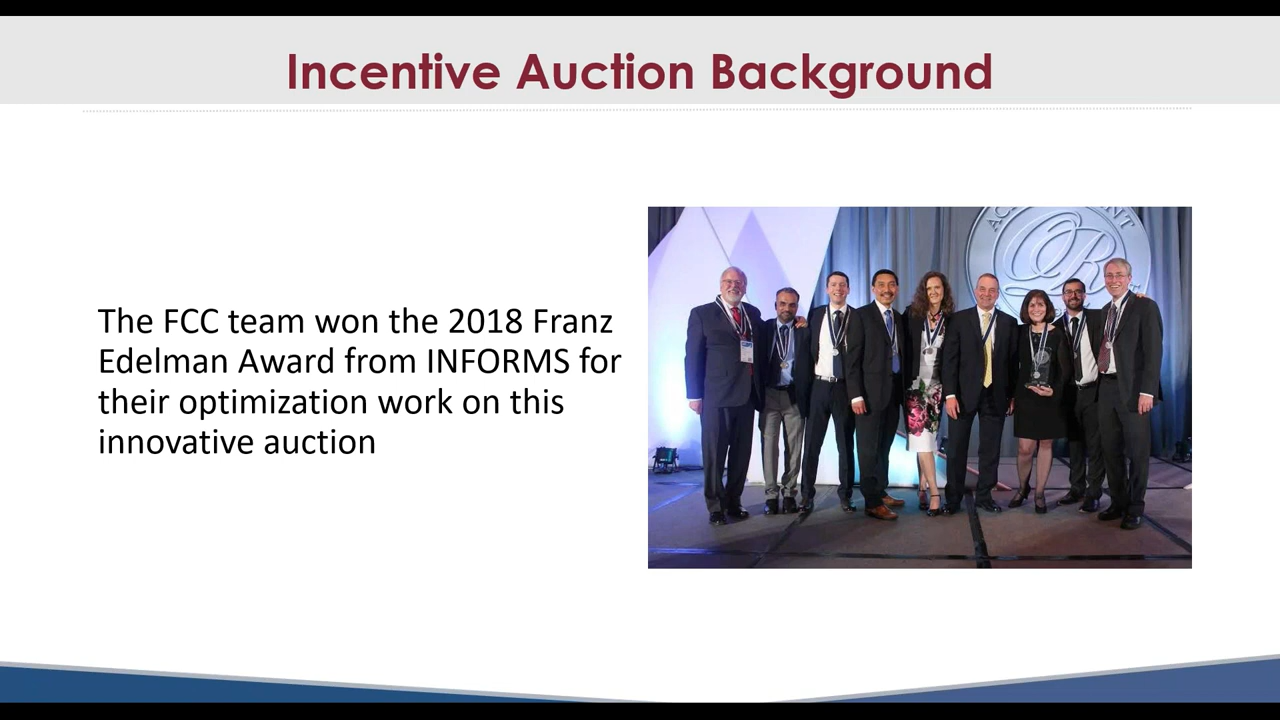 Incentive Auction Background
The FCC team won the 2018 Franz
Edelman Award from INFORMS for
their optimization work on this
innovative auction